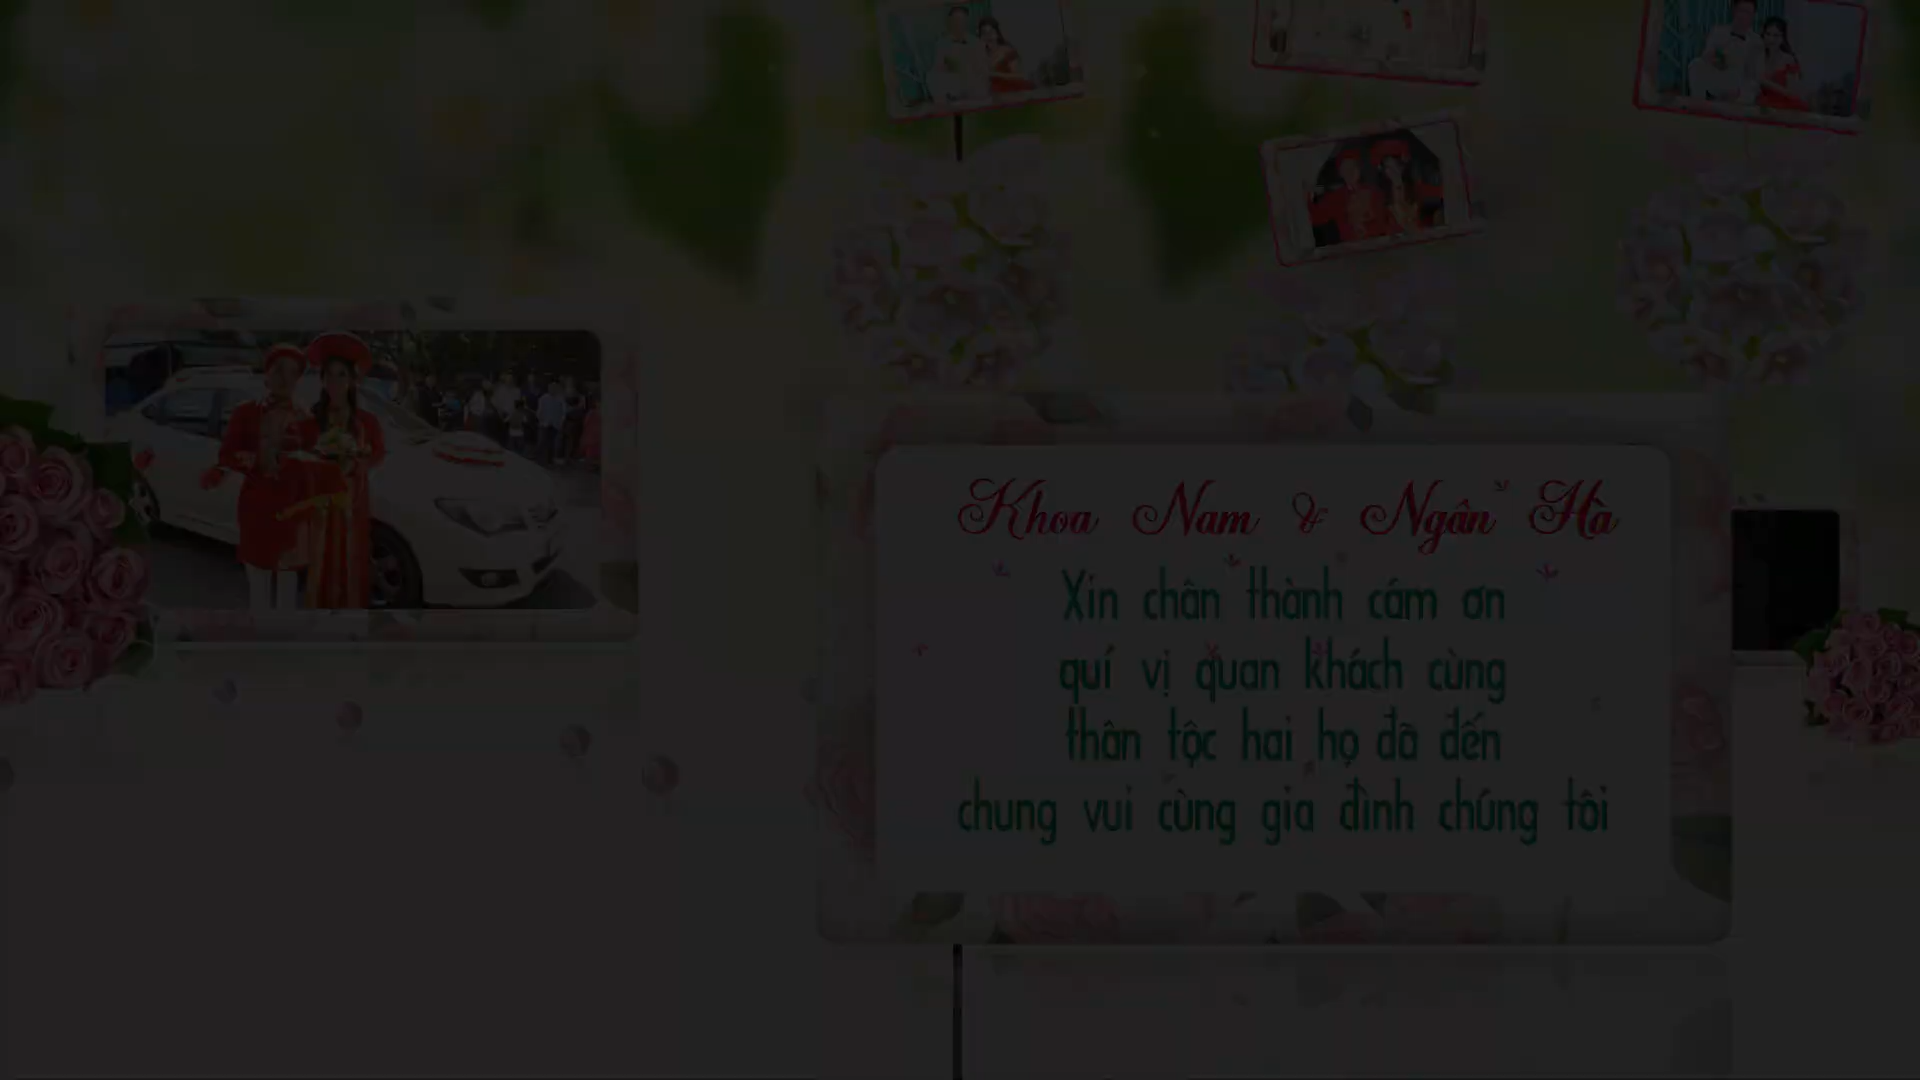 Khoa Nam & Ngân Hà
Xin chân thành cám ơn
quí vị quan khách cùng
thân tộc hai họ đã đến
chung vui cùng gia đình chúng tôi